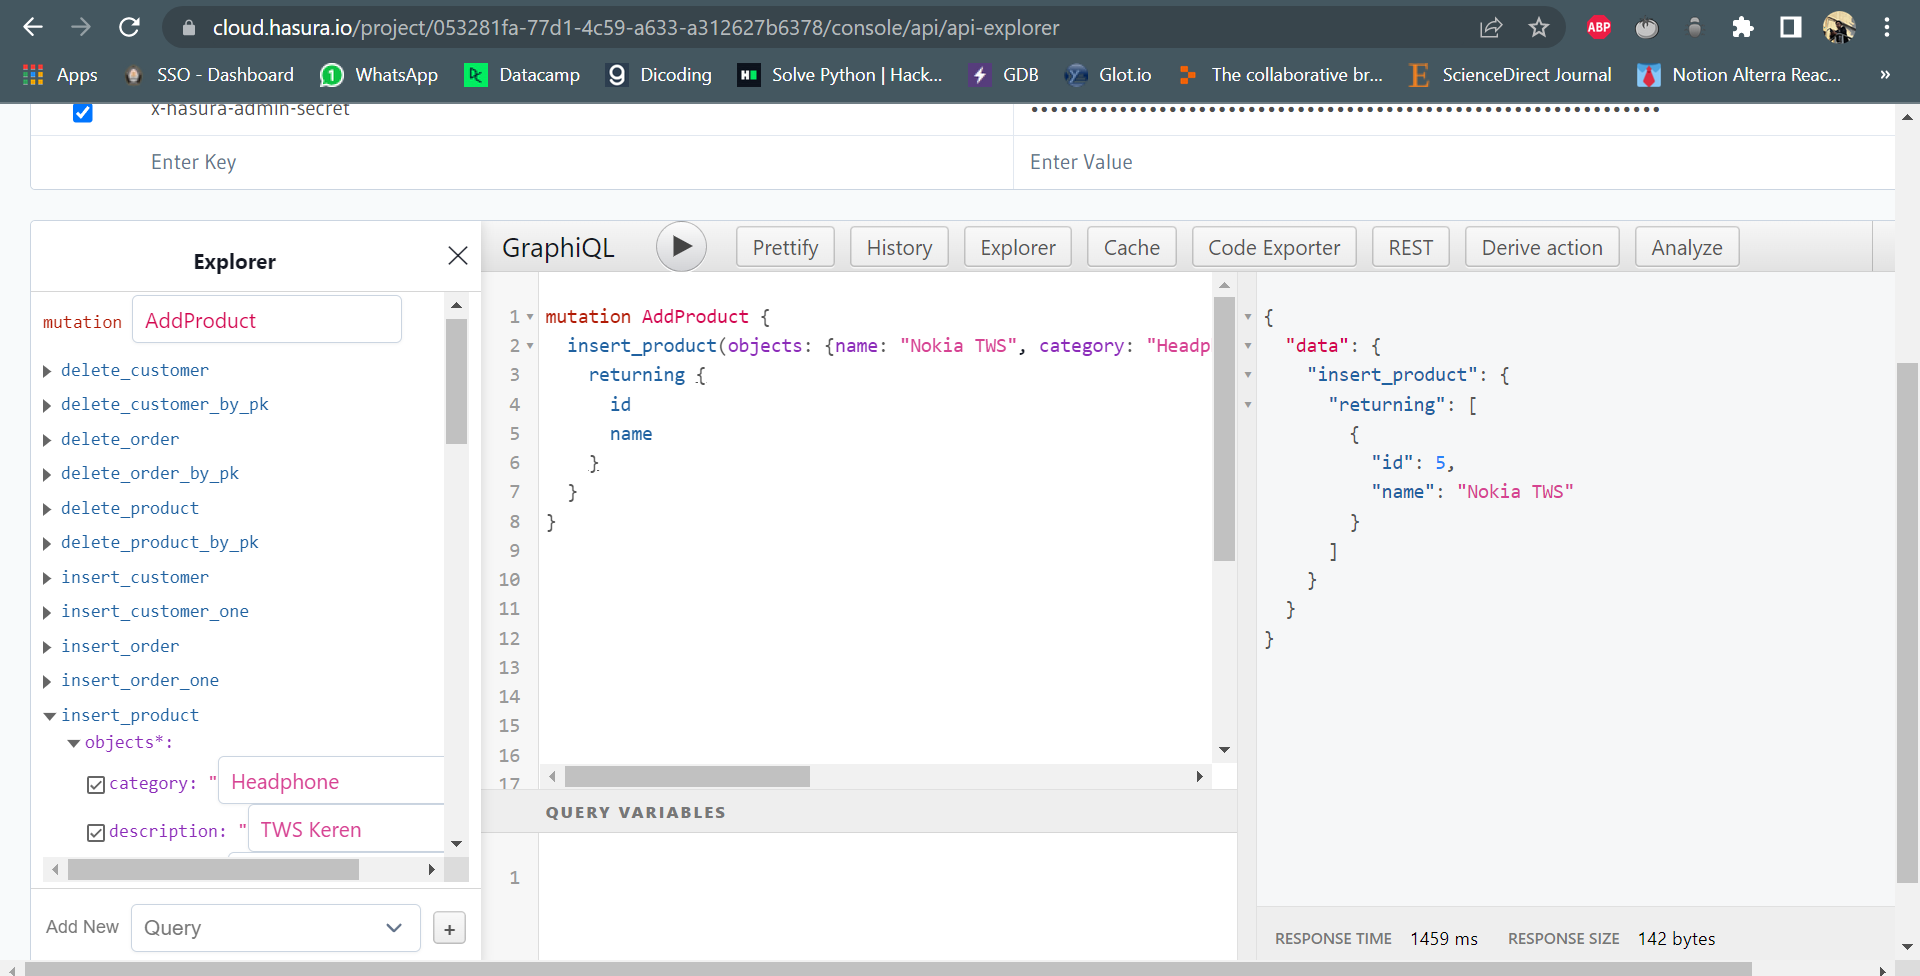 cloud.hasura.io/project/053281fa-77d1-4c59-a633-a312627b6378/console/api/api-explorer
ABP
Apps SSO - Dashboard WhatsApp Datacamp Dicoding Solve Python | Hack... GDB Glot.io The collaborative br... ScienceDirect Journal Notion Alterra Reac... »
x-hasura-admin-secret
Enter Key Enter Value
Explorer
mutation AddProduct
delete_customer
delete_customer_by_pk
delete_order
delete_order_by_pk
delete_product
delete_product_by_pk
insert_customer
insert_customer_one
insert_order
insert_order_one
insert_product
objects*:
category: " Headphone
description: " TWS Keren
Add New Query +
GraphiQL Prettify History Explorer Cache Code Exporter REST Derive action Analyze
1 mutation AddProduct {
2 insert_product(objects: {name: "Nokia TWS", category: "Headp
3 returning {
4 id
5 name
6 }
7 }
8 }
9
10
11
12
13
14
15
16
17
QUERY VARIABLES
1
{
"data": {
"insert_product": {
"returning": [
{
"id": 5,
"name": "Nokia TWS"
}
]
}
}
}
RESPONSE TIME 1459 ms RESPONSE SIZE 142 bytes